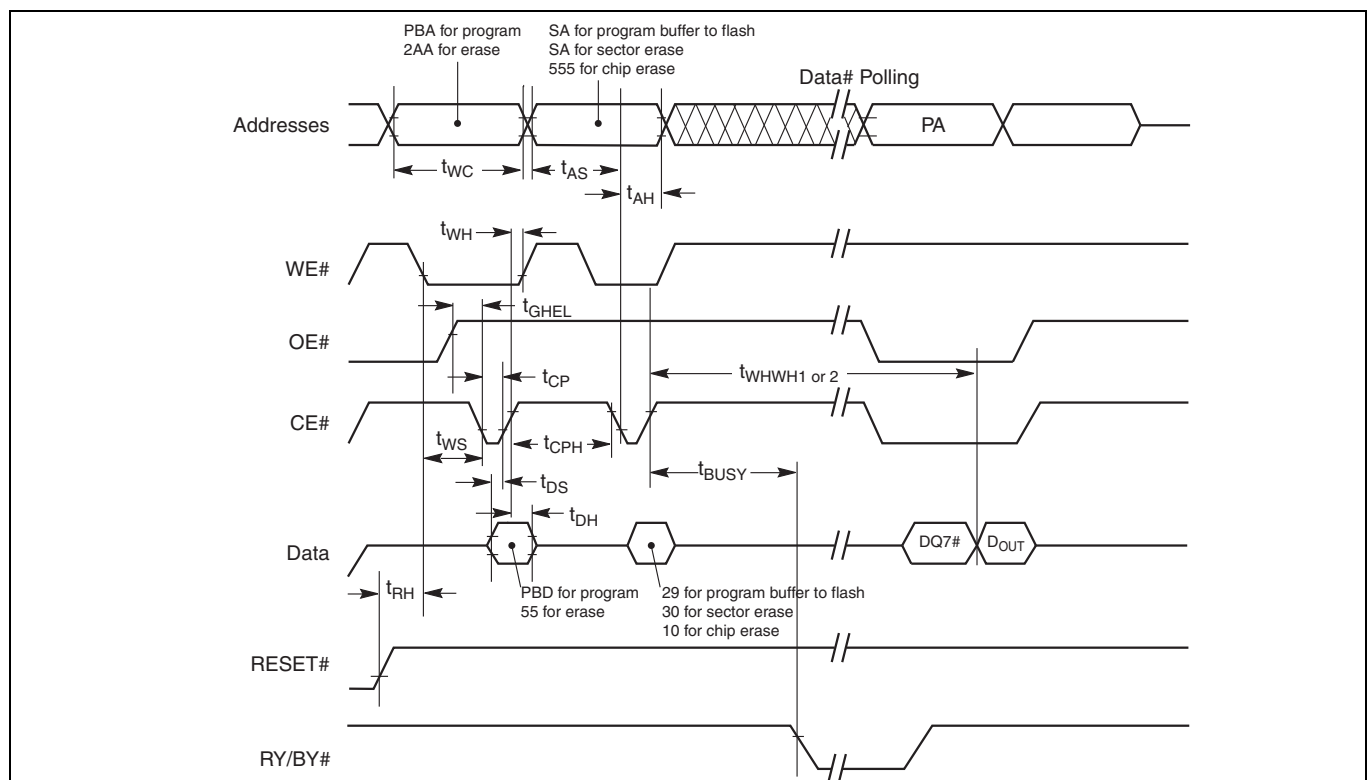 PBA for program
2AA for erase
SA for program buffer to flash
SA for sector erase
555 for chip erase
Data# Polling
Addresses
PA
tWC
tAS
tAH
tWH
WE#
tGHEL
OE#
tWHWH1 or 2
tCP
CE#
tWS
tCPH
tBUSY
tDS
tDH
Data
DQ7#
DOUT
tRH
PBD for program
55 for erase
29 for program buffer to flash
30 for sector erase
10 for chip erase
RESET#
RY/BY#